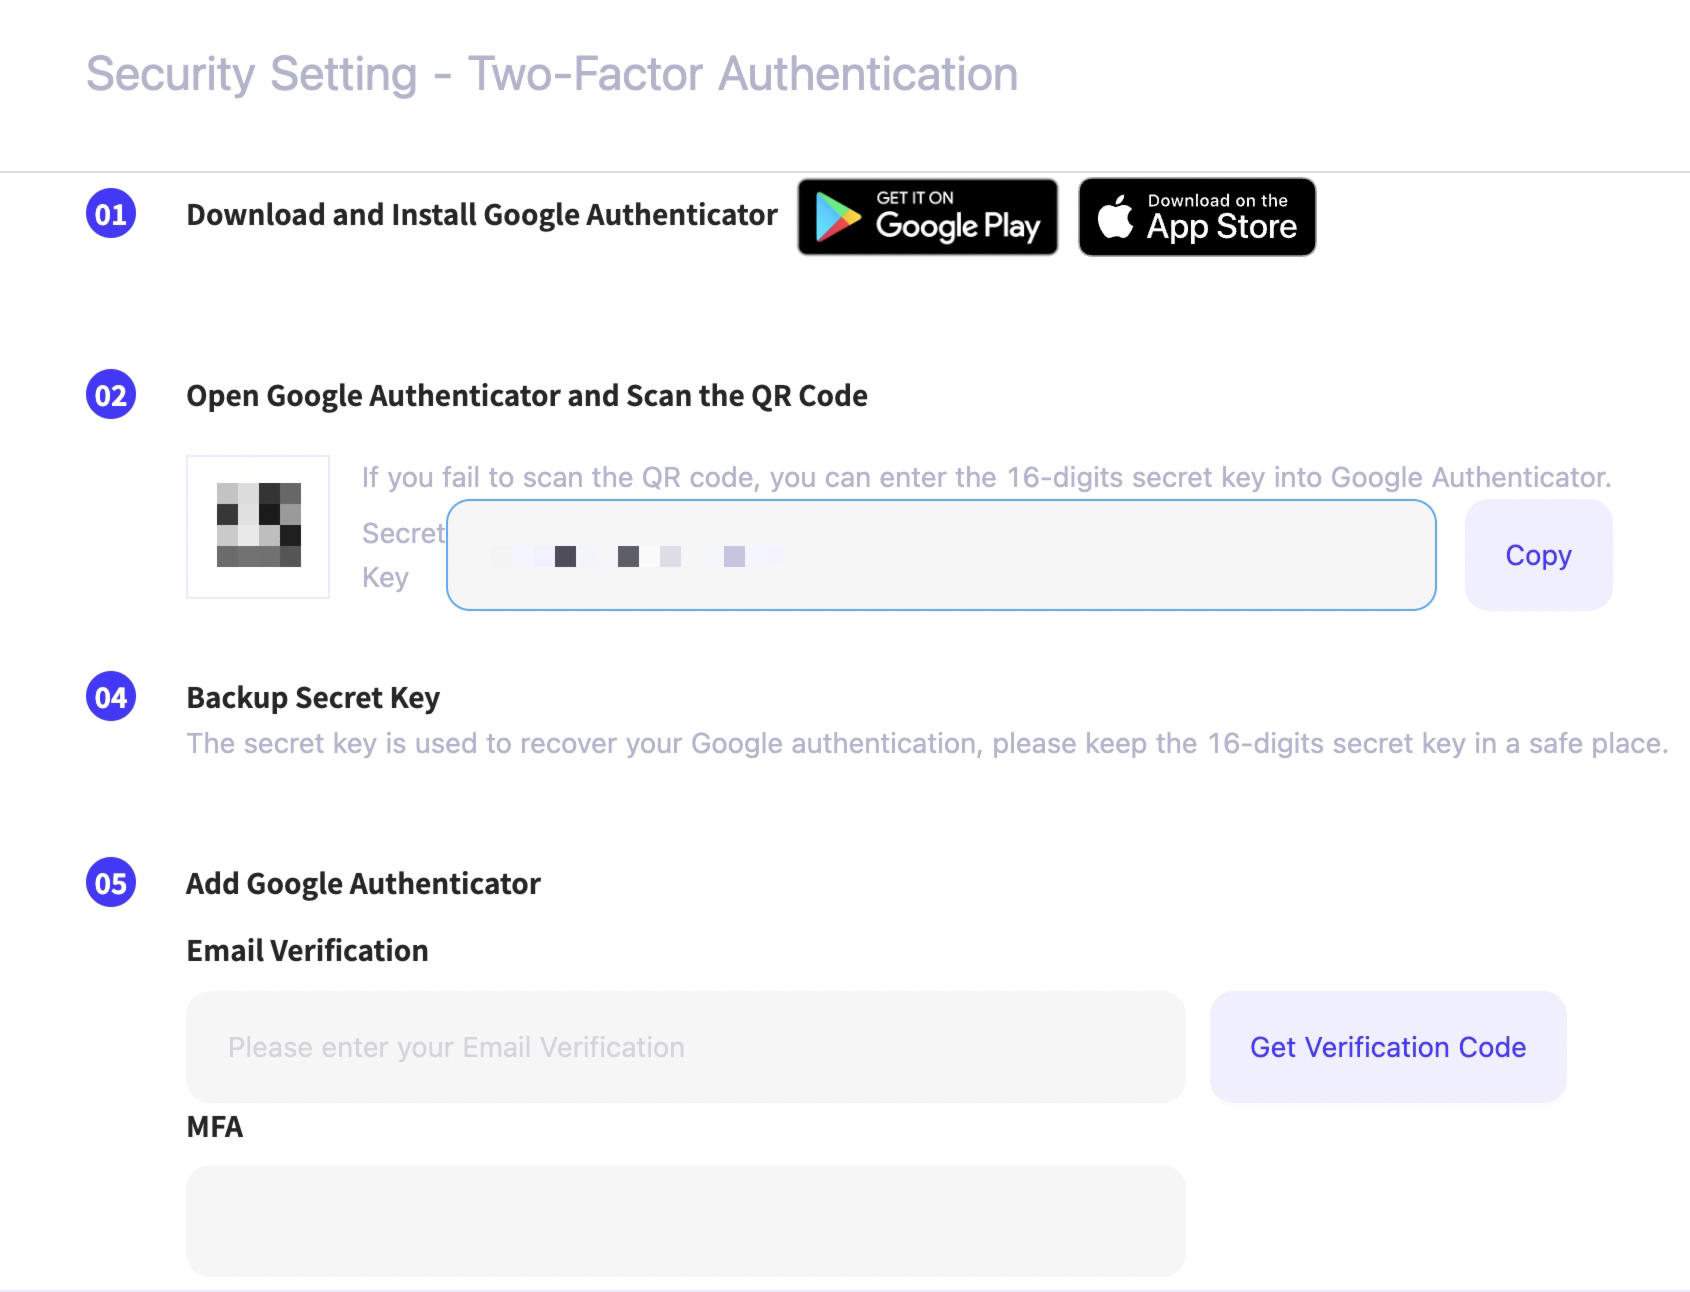 Security Setting - Two-Factor Authentication
01 Download and Install Google Authenticator
GET IT ON
Google Play
Download on the
App Store
02 Open Google Authenticator and Scan the QR Code
If you fail to scan the QR code, you can enter the 16-digits secret key into Google Authenticator.
Secret
Key
Copy
04 Backup Secret Key
The secret key is used to recover your Google authentication, please keep the 16-digits secret key in a safe place.
05 Add Google Authenticator
Email Verification
Please enter your Email Verification
Get Verification Code
MFA